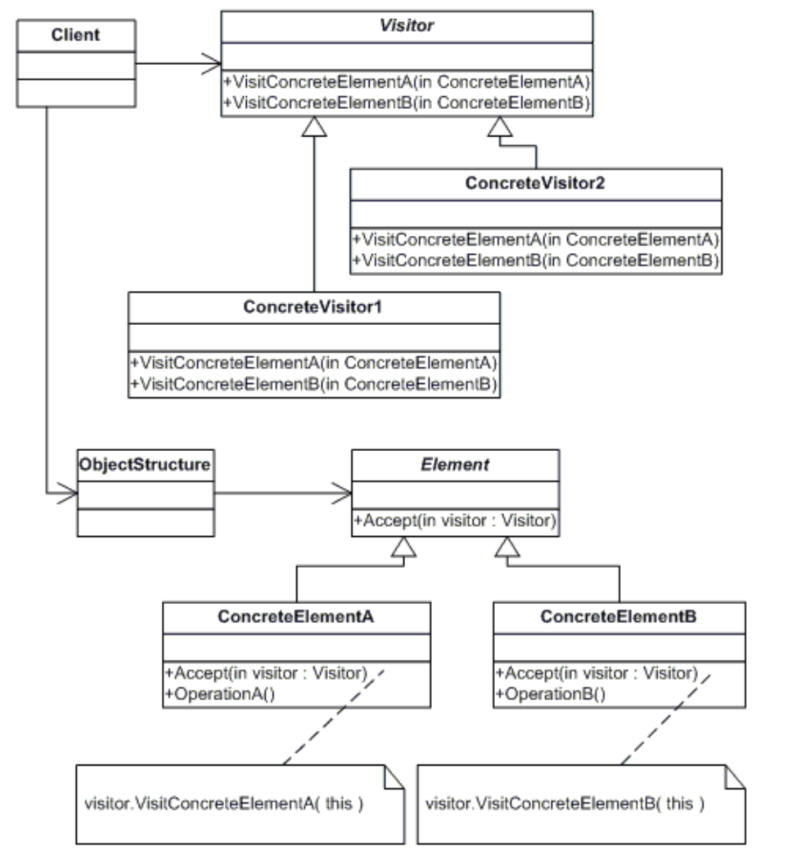 Client
Visitor
+VisitConcreteElementA(in ConcreteElementA)
+VisitConcreteElementB(in ConcreteElementB)
ConcreteVisitor2
+VisitConcreteElementA(in ConcreteElementA)
+VisitConcreteElementB(in ConcreteElementB)
ConcreteVisitor1
+VisitConcreteElementA(in ConcreteElementA)
+VisitConcreteElementB(in ConcreteElementB)
ObjectStructure
Element
+Accept(in visitor : Visitor)
ConcreteElementA
+Accept(in visitor : Visitor)
+OperationA()
ConcreteElementB
+Accept(in visitor : Visitor)
+OperationB()
visitor.VisitConcreteElementA( this )
visitor.VisitConcreteElementB( this )